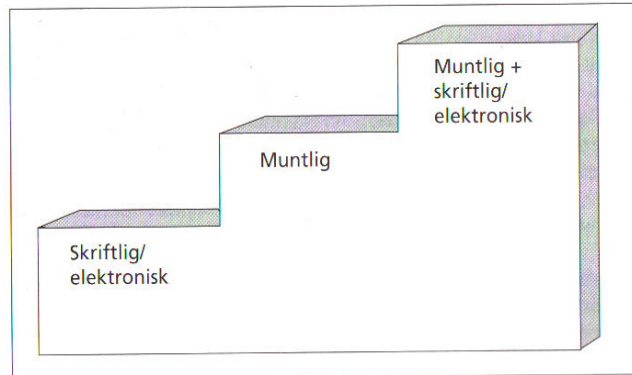 Skriftlig/
elektronisk
Muntlig
Muntlig +
skriftlig/
elektronisk